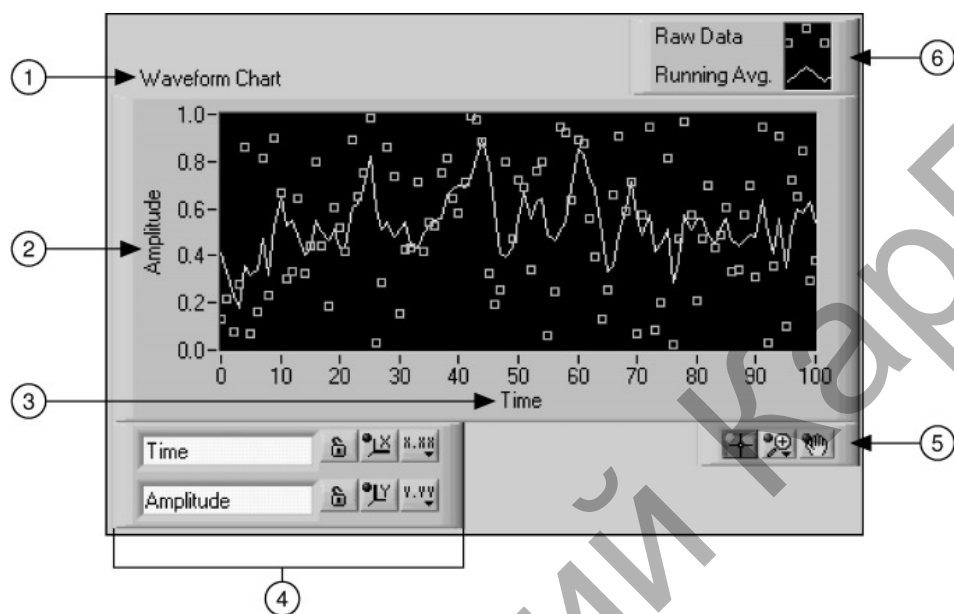 Raw Data
Running Avg.
6
1
Waveform Chart
1.0
0.8
0.6
0.4
0.2
0.0
2
Amplitude
0 10 20 30 40 50 60 70 80 90 100
3
Time
5
Time
X.XX
Amplitude
Y.YY
4
ий Кар